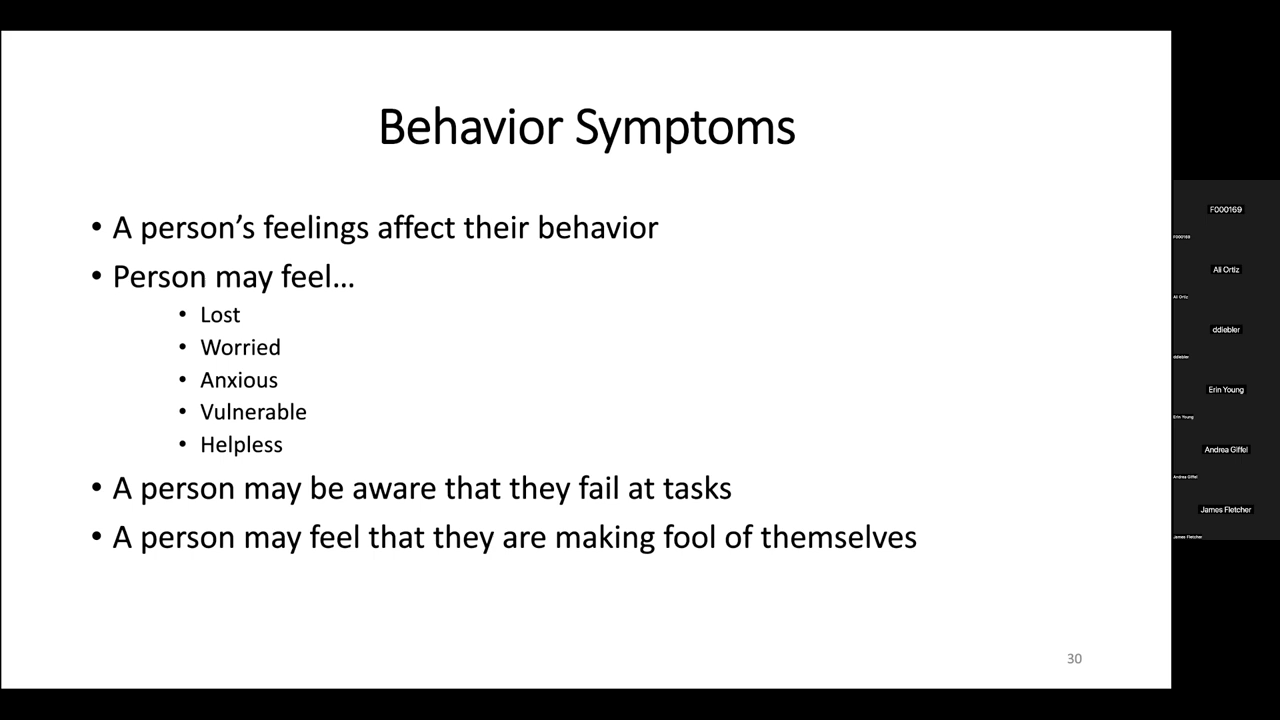 Behavior Symptoms
• A person’s feelings affect their behavior
• Person may feel…
• Lost
• Worried
• Anxious
• Vulnerable
• Helpless
• A person may be aware that they fail at tasks
• A person may feel that they are making fool of themselves
30
F000169
F000169
Ali Ortiz
Ali Ortiz
ddiebler
ddiebler
Erin Young
Erin Young
Andrea Giffel
Andrea Giffel
James Fletcher
James Fletcher